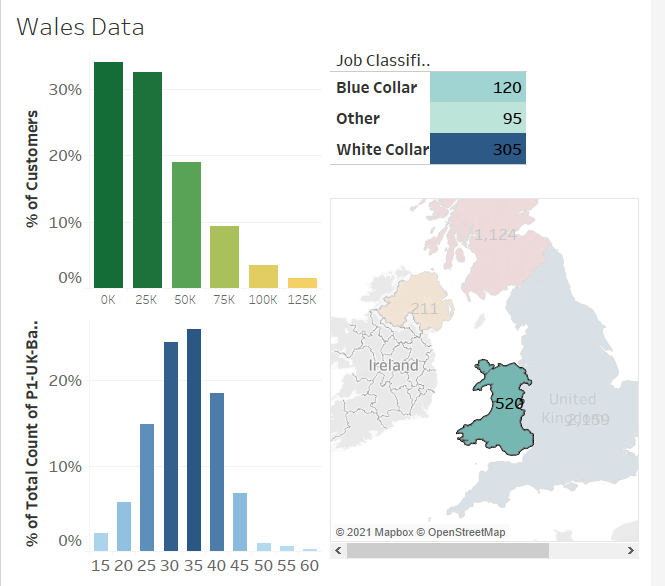 Wales Data
% of Customers
30%
20%
10%
0%
0K 25K 50K 75K 100K 125K
Job Classifi..
Blue Collar 120
Other 95
White Collar 305
% of Total Count of P1-UK-Ba..
20%
10%
0%
15 20 25 30 35 40 45 50 55 60
1,124
211
Ireland
520
United
Kingdom
2,159
© 2021 Mapbox © OpenStreetMap